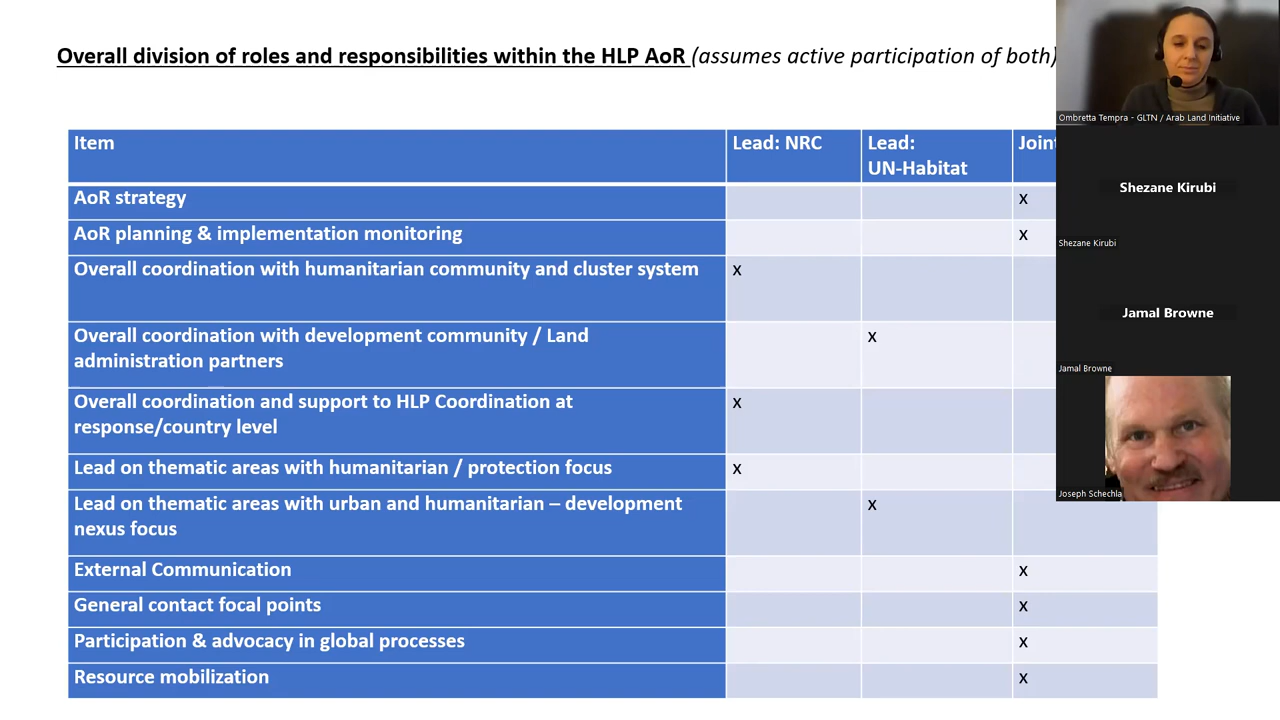 Overall division of roles and responsibilities within the HLP AoR (assumes active participation of both)
Item
Lead: NRC
Lead:
UN-Habitat
Joint
AoR strategy
x
AoR planning & implementation monitoring
x
Overall coordination with humanitarian community and cluster system
x
Overall coordination with development community / Land
administration partners
x
Overall coordination and support to HLP Coordination at
response/country level
x
Lead on thematic areas with humanitarian / protection focus
x
Lead on thematic areas with urban and humanitarian – development
nexus focus
x
External Communication
x
General contact focal points
x
Participation & advocacy in global processes
x
Resource mobilization
x
Ombretta Tempra - GLTN / Arab Land Initiative
Shezane Kirubi
Shezane Kirubi
Jamal Browne
Jamal Browne
Joseph Schechla